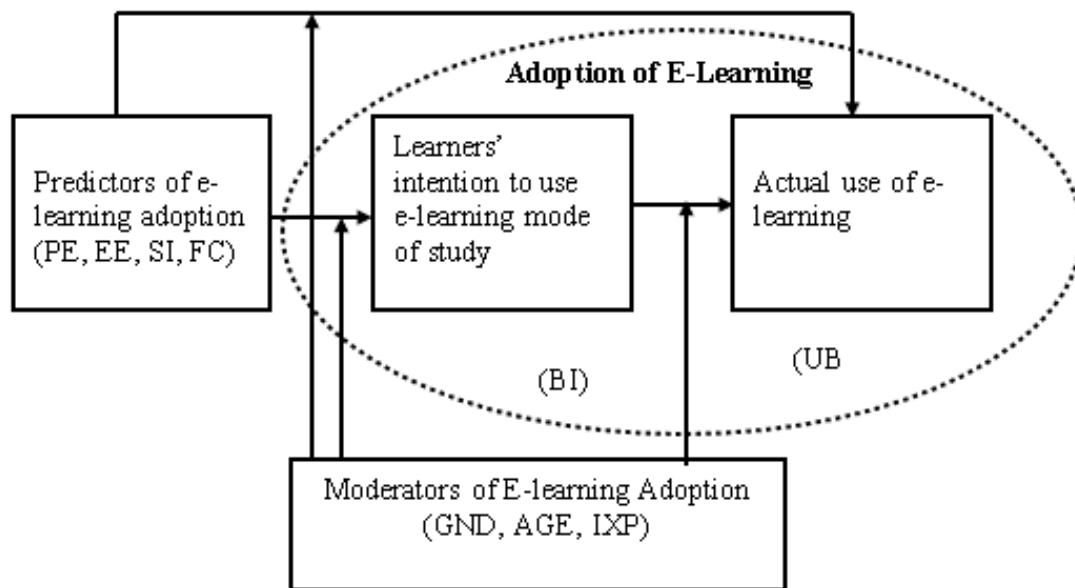 Adoption of E-Learning
Predictors of e-
learning adoption
(PE, EE, SI, FC)
Learners’
intention to use
e-learning mode
of study
Actual use of e-
learning
(BI)
(UB
Moderators of E-learning Adoption
(GND, AGE, IXP)